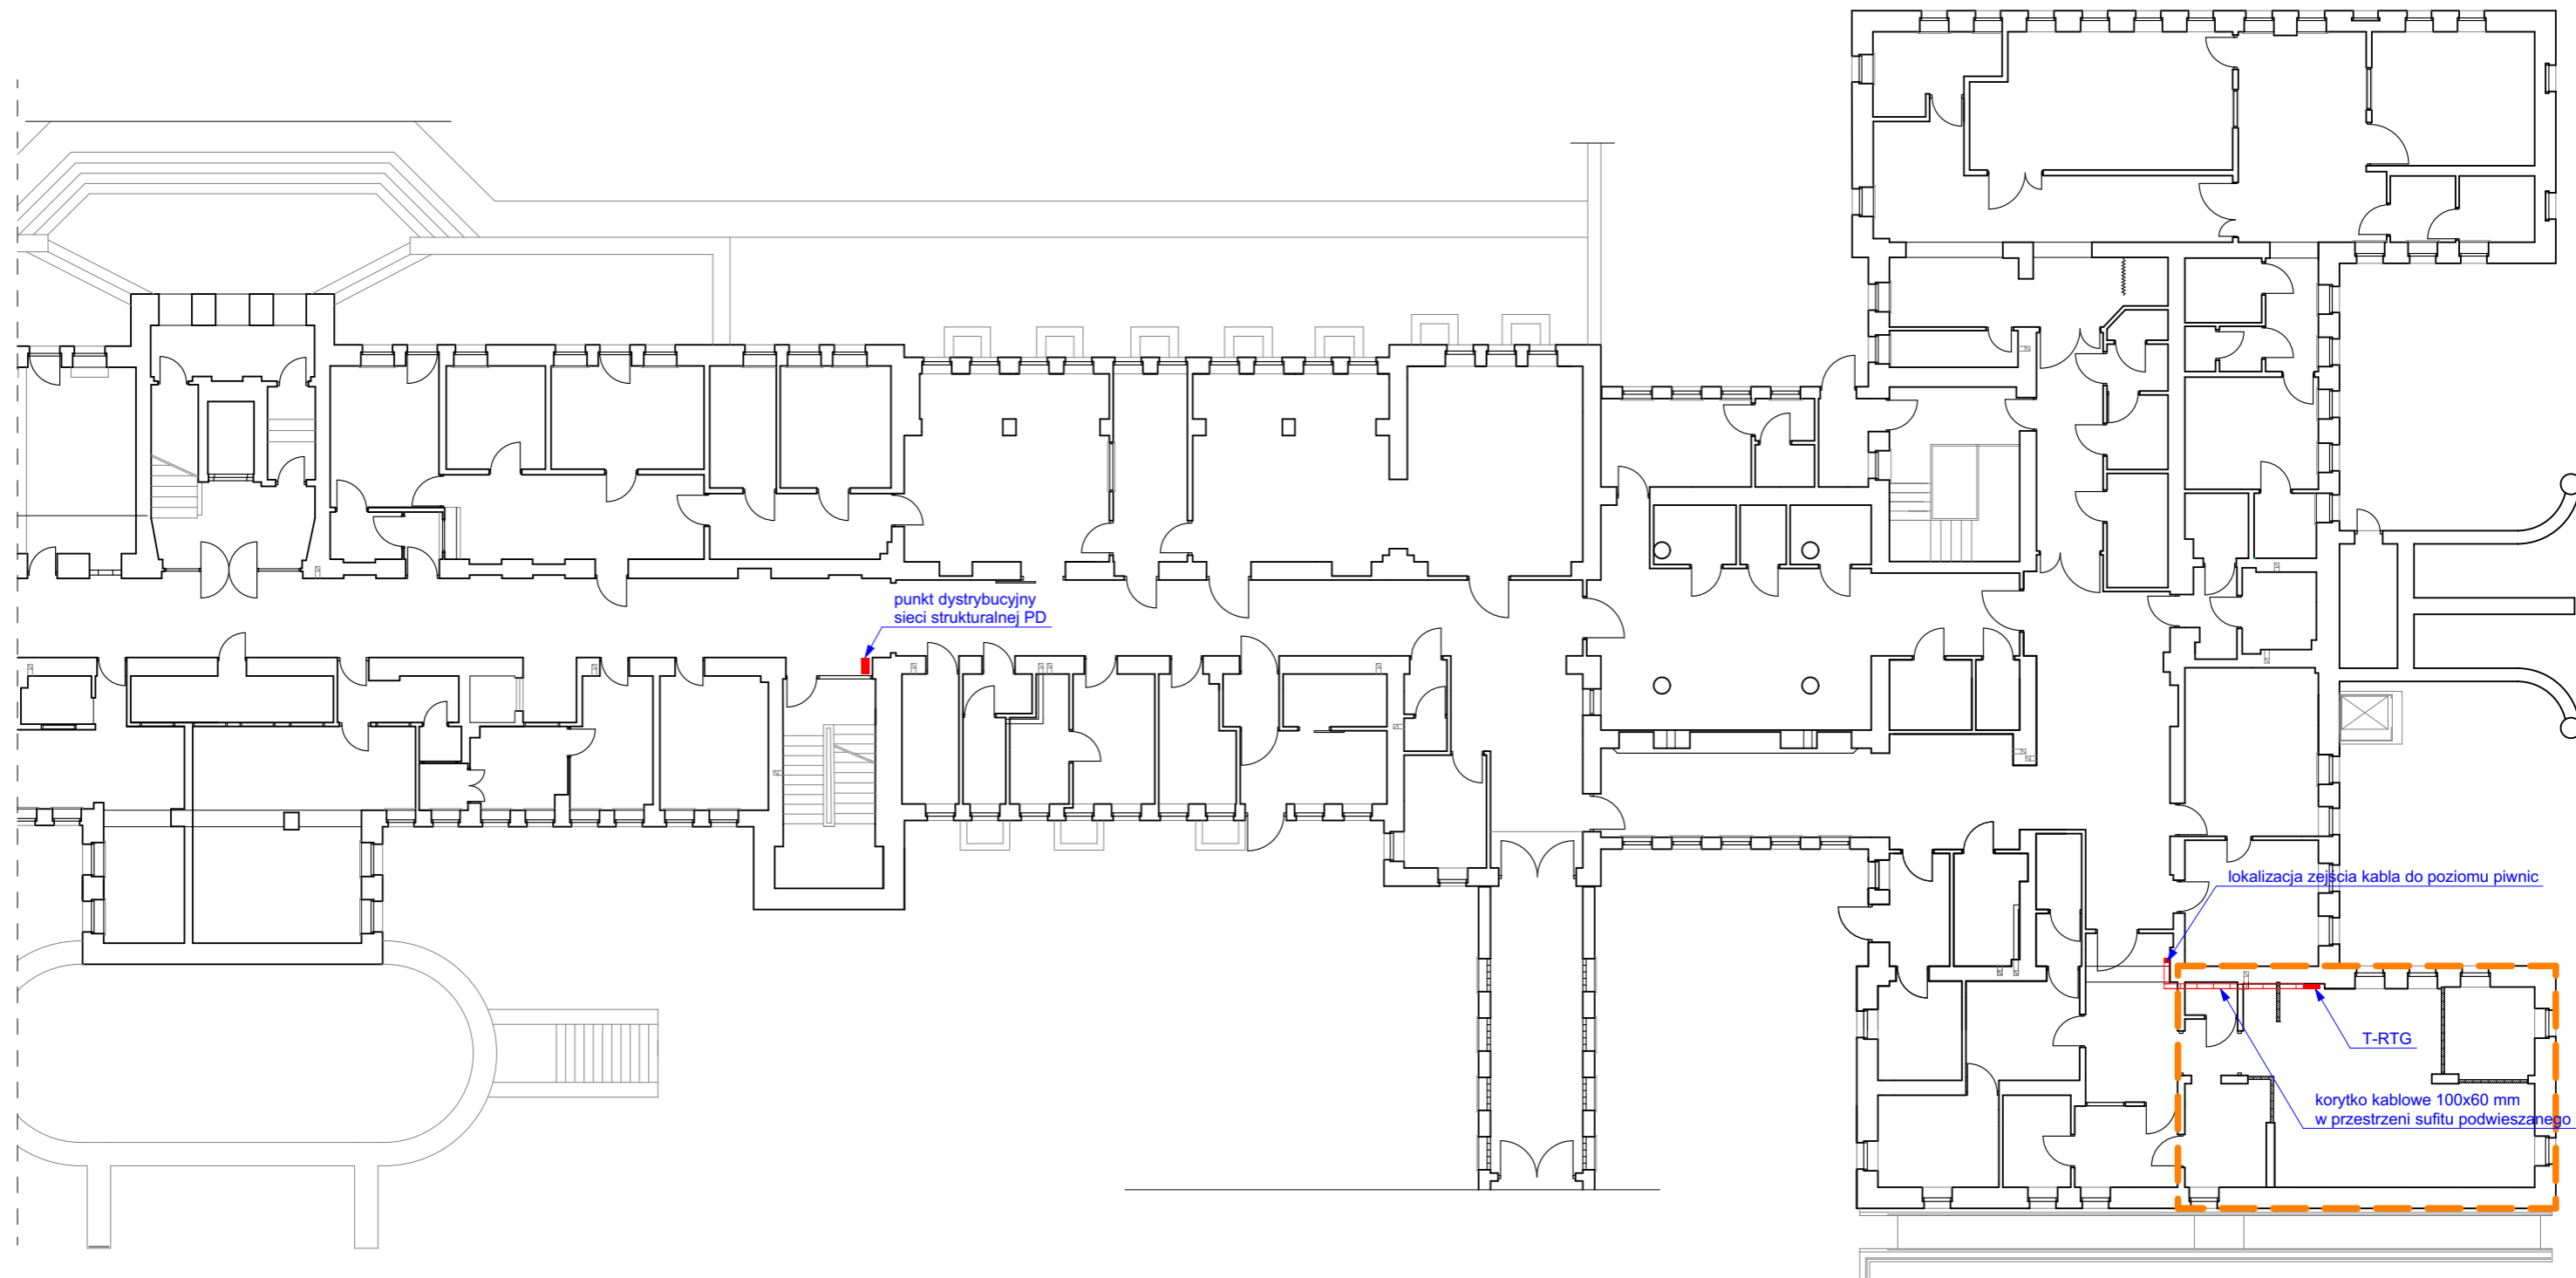 punkt dystrybucyjny
sieci strukturalnej PD
lokalizacja zejścia kabla do poziomu piwnic
T-RTG
korytko kablowe 100x60 mm
w przestrzeni sufitu podwieszanego